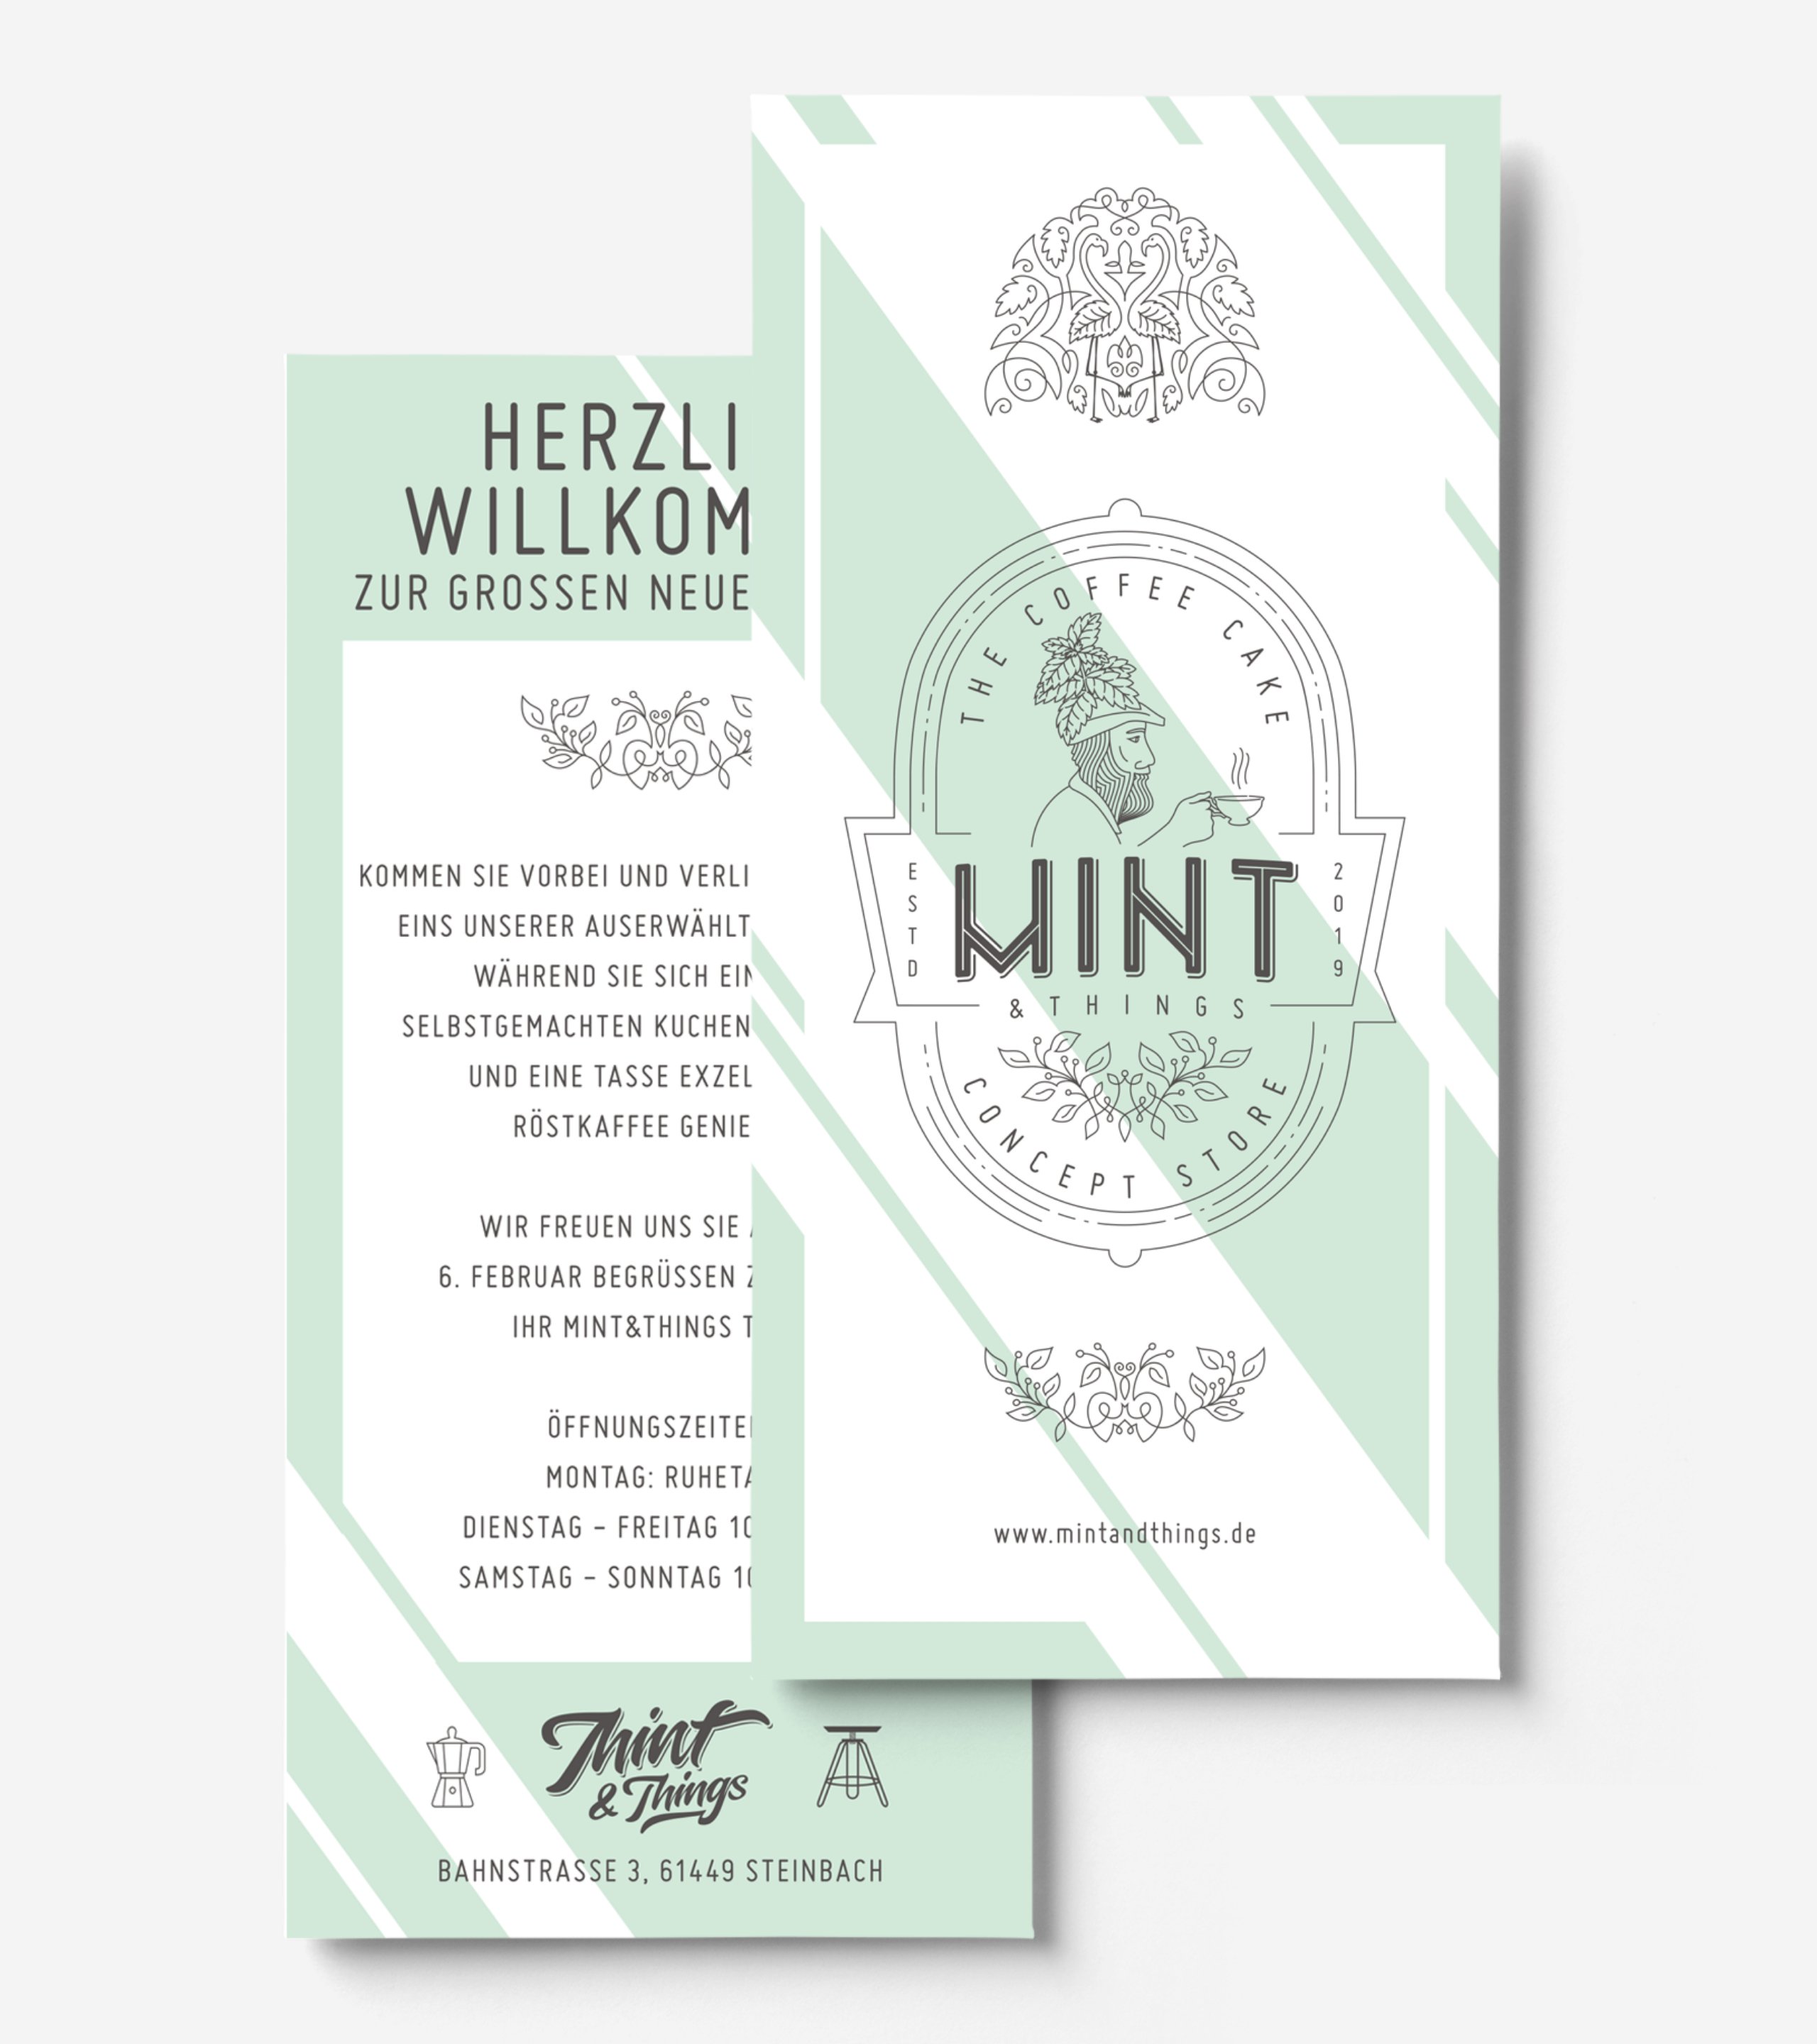 HERZLI
WILLKOM
ZUR GROSSEN NEUE
KOMMEN SIE VORBEI UND VERLI
EINS UNSERER AUSERWÄHLT
WÄHREND SIE SICH EIN
SELBSTGEMACHTEN KUCHEN
UND EINE TASSE EXZEL
RÖSTKAFFEE GENIE
WIR FREUEN UNS SIE
6. FEBRUAR BEGRÜSSEN Z
IHR MINT&THINGS T
ÖFFNUNGSZEITE
MONTAG: RUHETA
DIENSTAG – FREITAG 10
SAMSTAG – SONNTAG 10
Mint
& Things
BAHNSTRASSE 3, 61449 STEINBACH
THE COFFEE CAKE
ESTD
MINT
2019
& THINGS
CONCEPT STORE
www.mintandthings.de